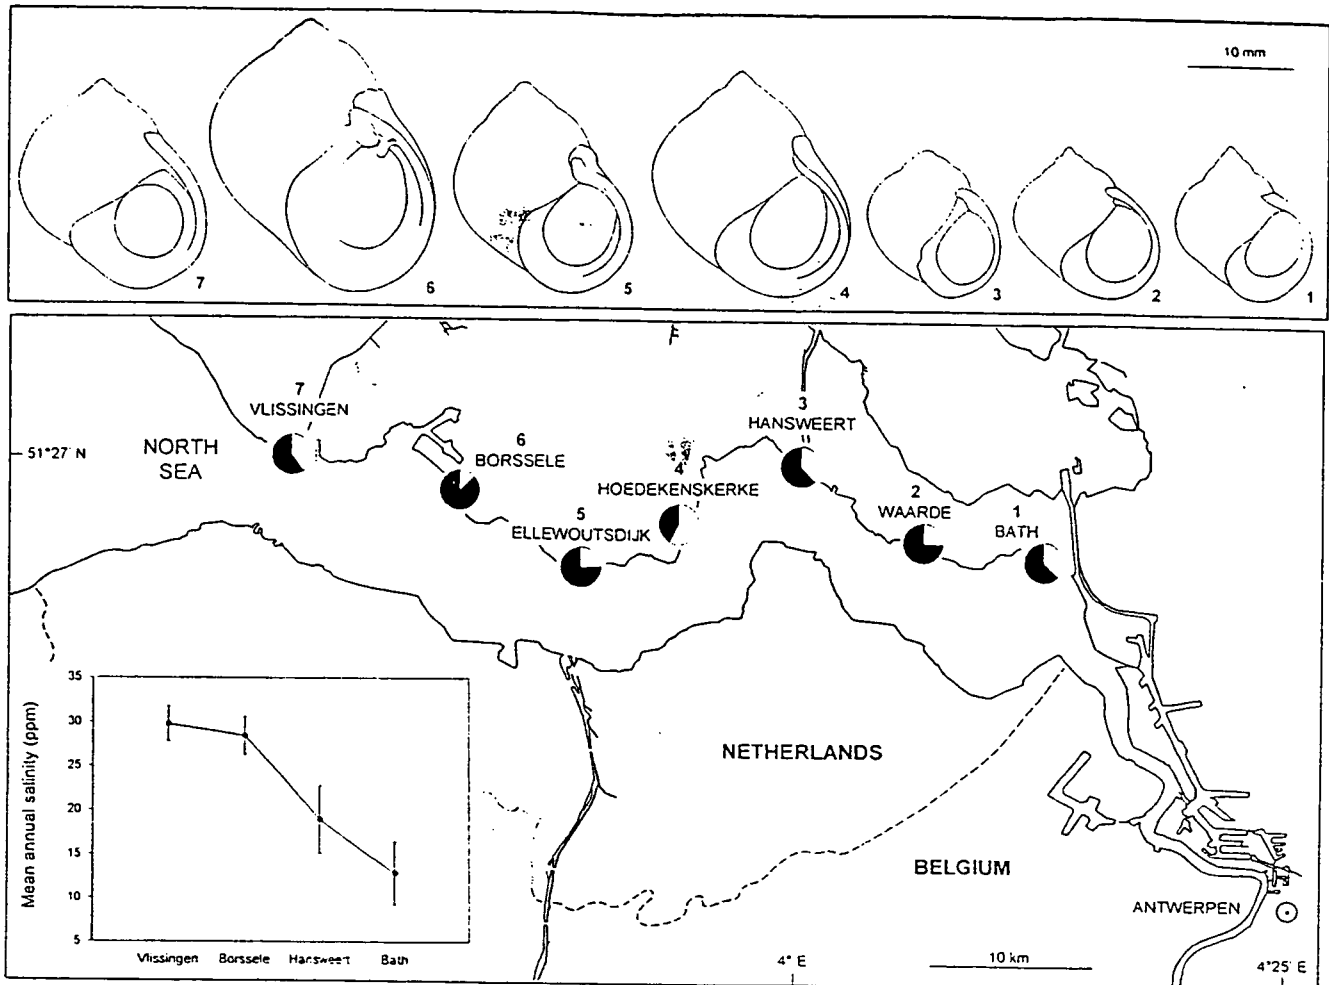 10 mm
7
6
5
4
3
2
1
7
VLISSINGEN
NORTH
SEA
51°27' N
6
BORSSELE
5
ELLEWOUTSDIJK
4
HOEDEKENSKERKE
3
HANSWEERT
2
WAARDE
1
BATH
NETHERLANDS
BELGIUM
ANTWERPEN
4° E
10 km
4°25' E
Mean annual salinity (ppm)
35
30
25
20
15
10
5
Vlissingen Borssele Hansweert Bath